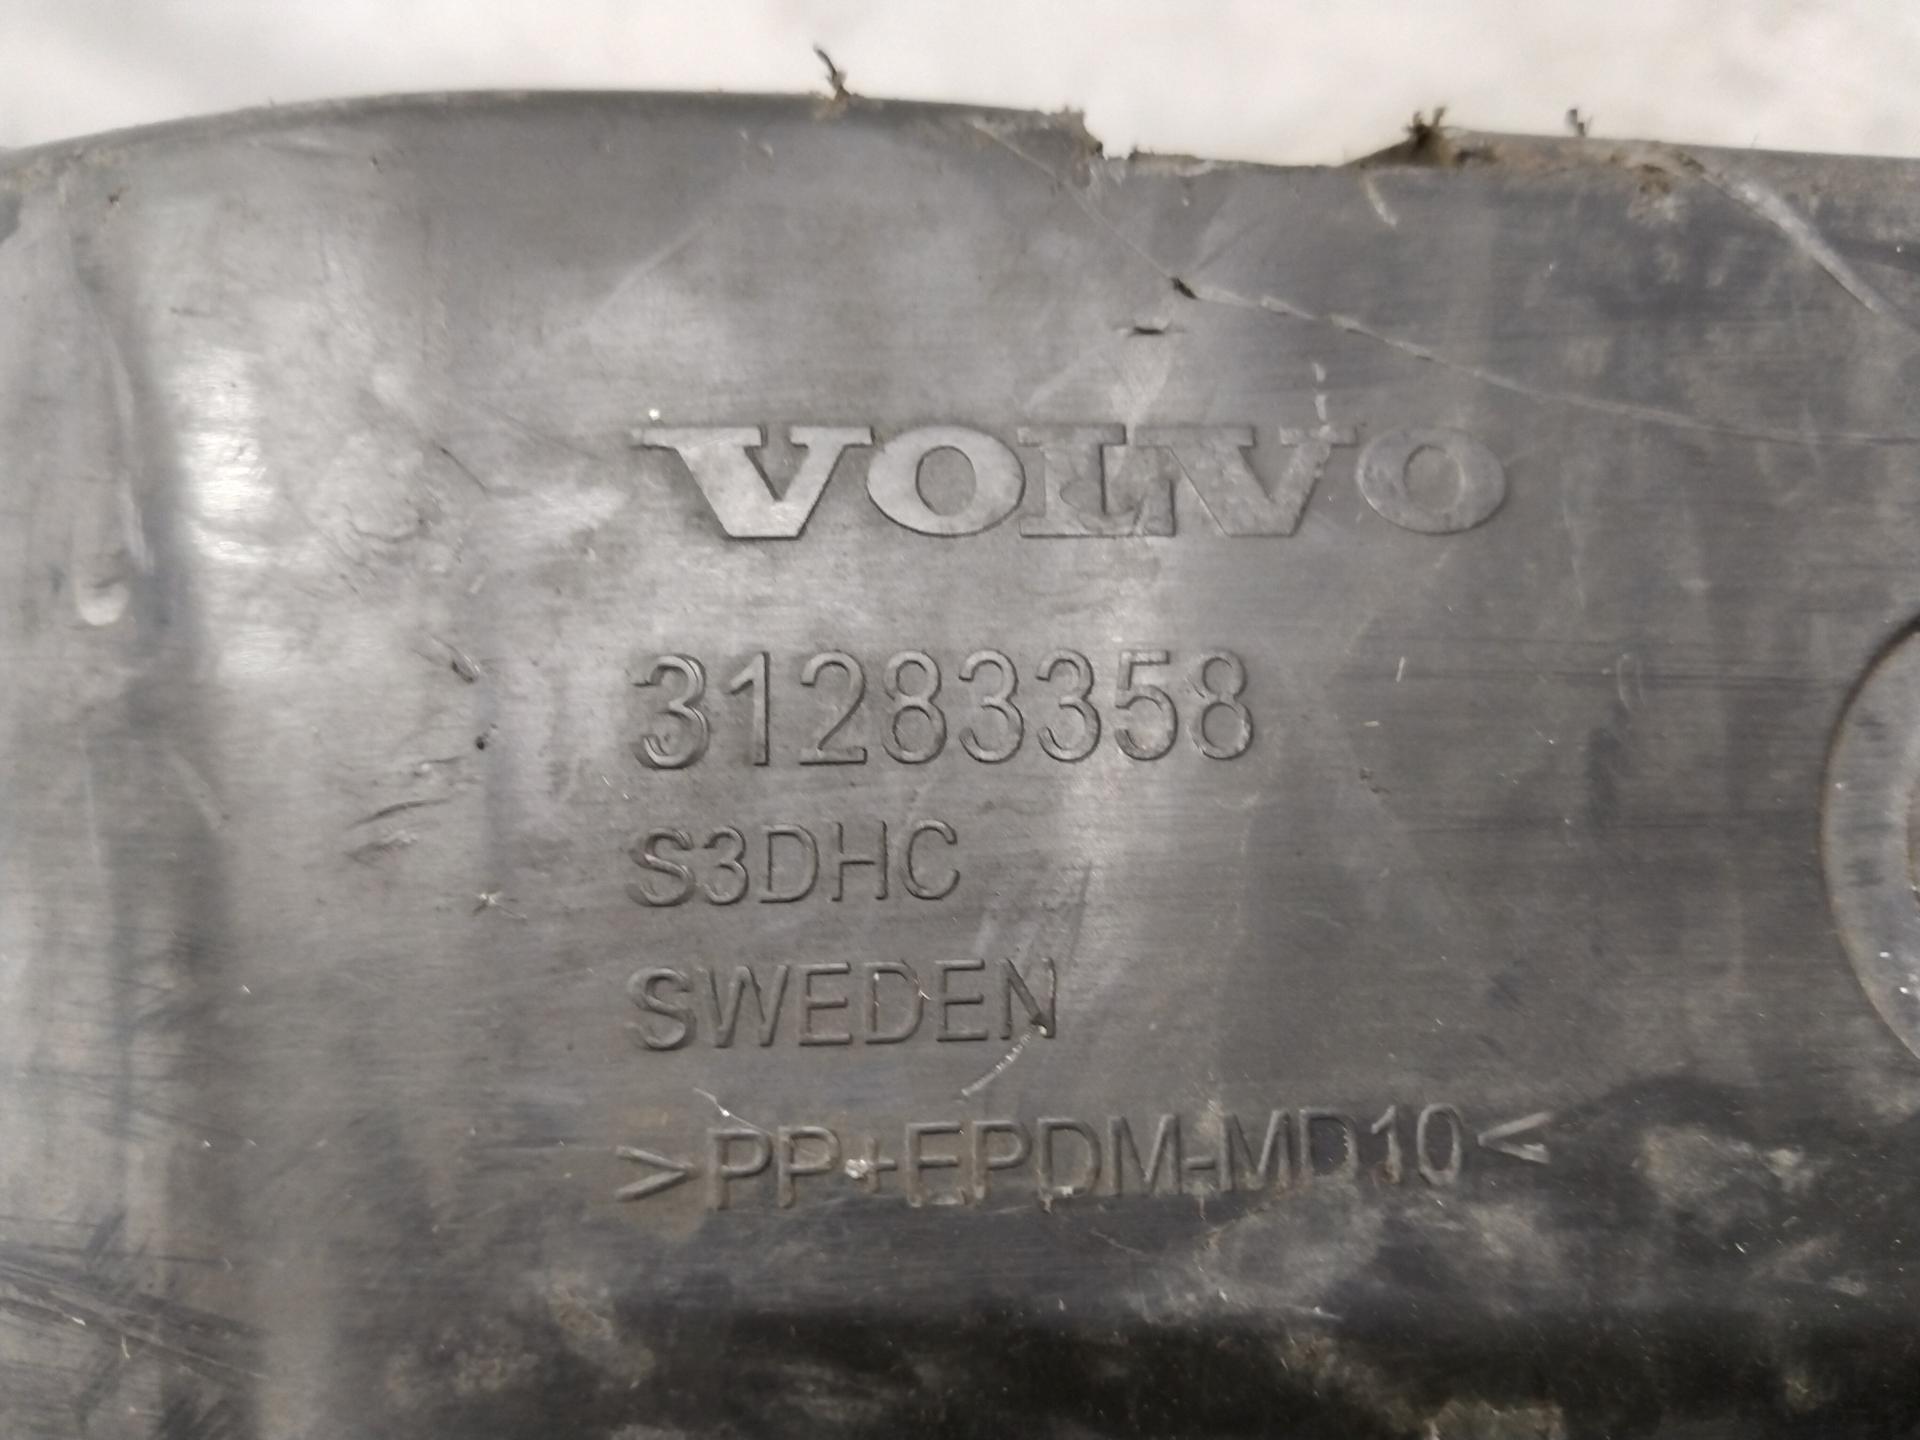 VOLVO
31283358
S3DHC
SWEDEN
>PP+EPDM-MD10<